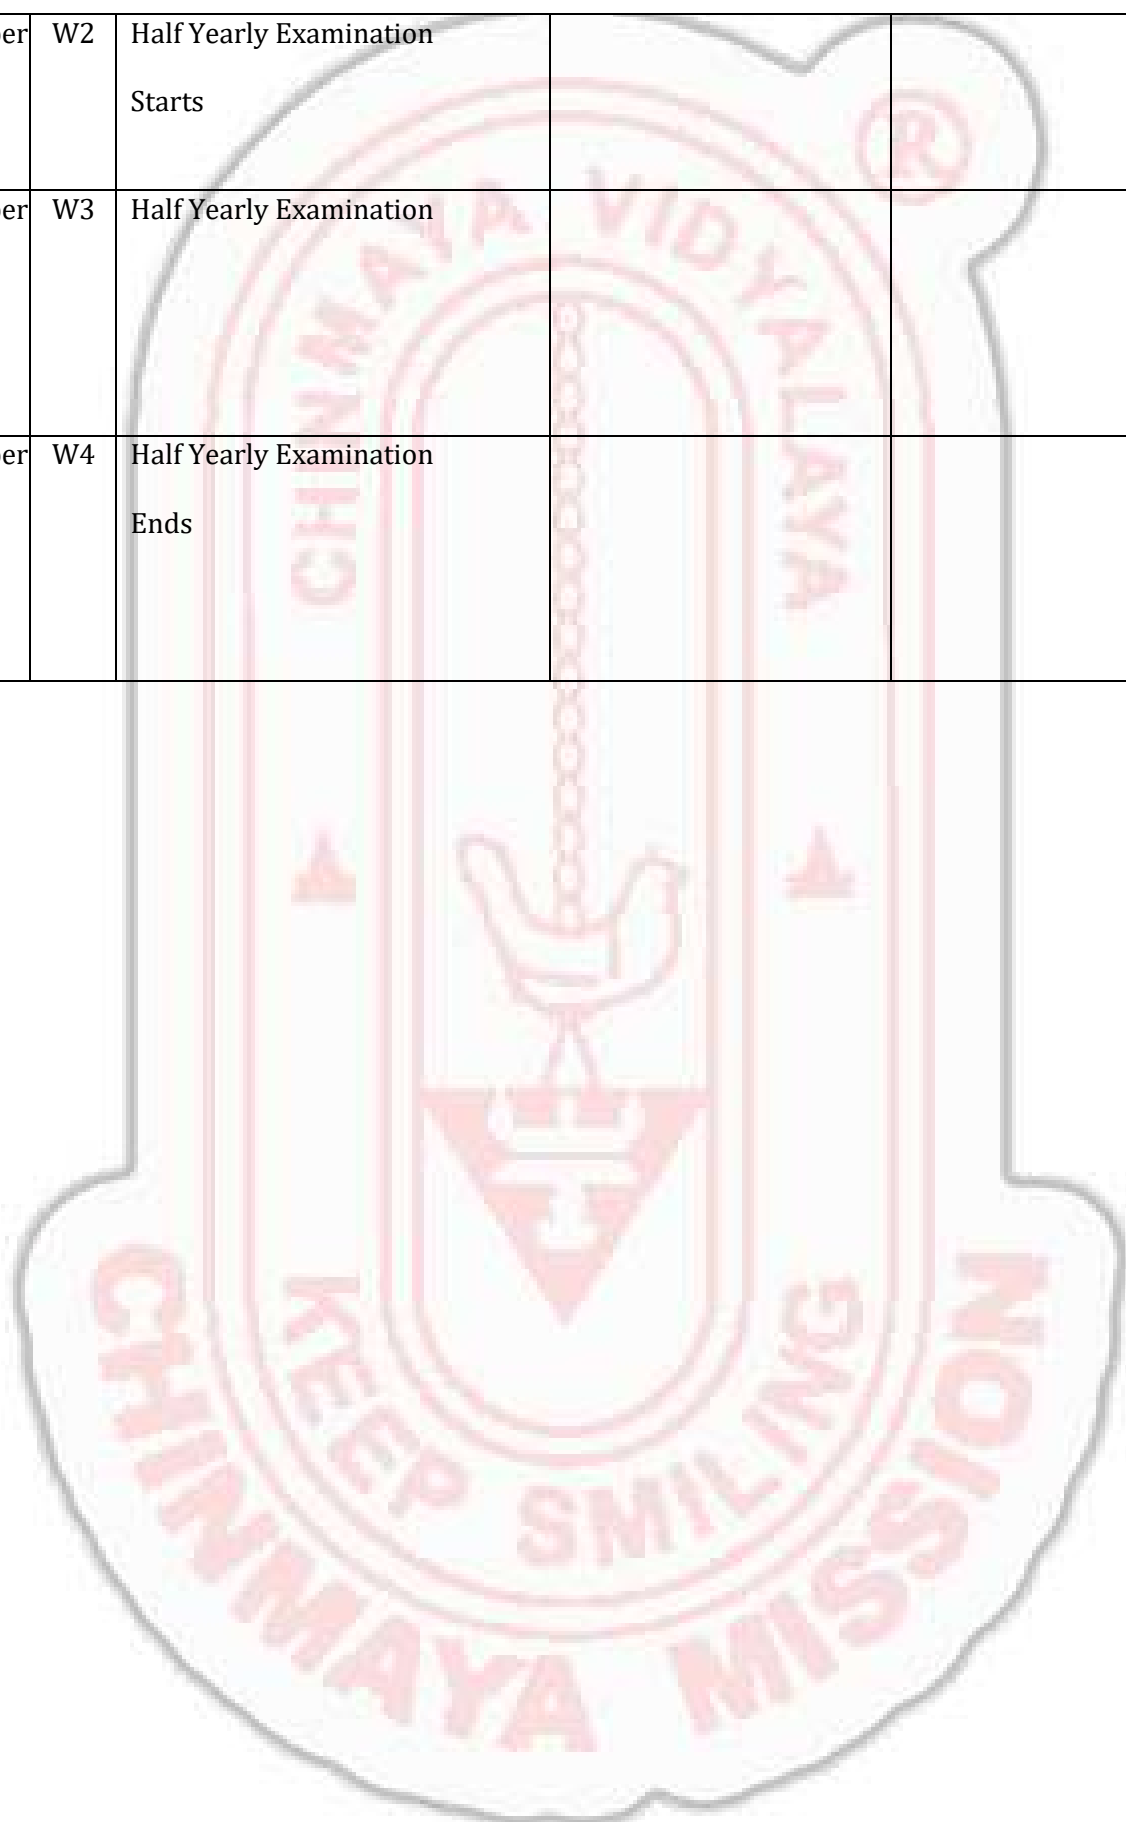 er W2 Half Yearly Examination
Starts
er W3 Half Yearly Examination
er W4 Half Yearly Examination
Ends
®
CHINMAYA VIDYALAYA
KEEP SMILING
CHINMAYA MISSION